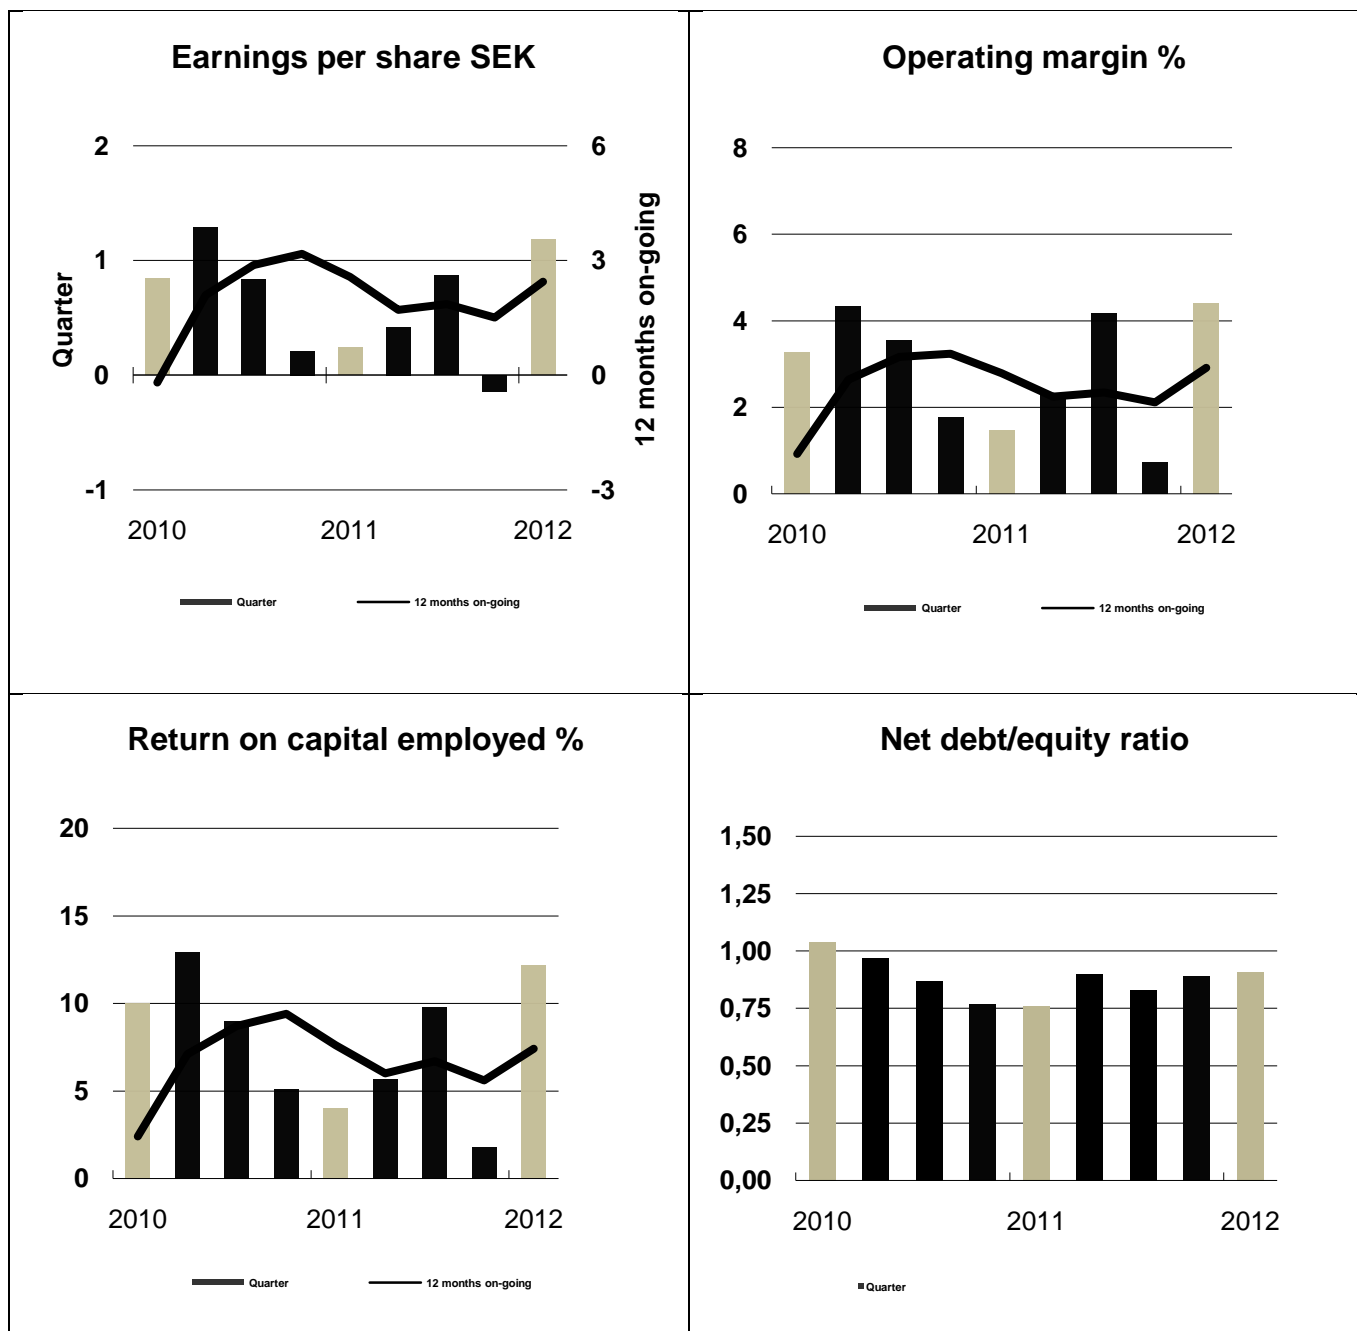 Earnings per share SEK
2
1
0
-1
Quarter
6
3
0
-3
12 months on-going
2010
2011
2012
Quarter
12 months on-going
Operating margin %
8
6
4
2
0
2010
2011
2012
Quarter
12 months on-going
Return on capital employed %
20
15
10
5
0
2010
2011
2012
Quarter
12 months on-going
Net debt/equity ratio
1,50
1,25
1,00
0,75
0,50
0,25
0,00
2010
2011
2012
Quarter